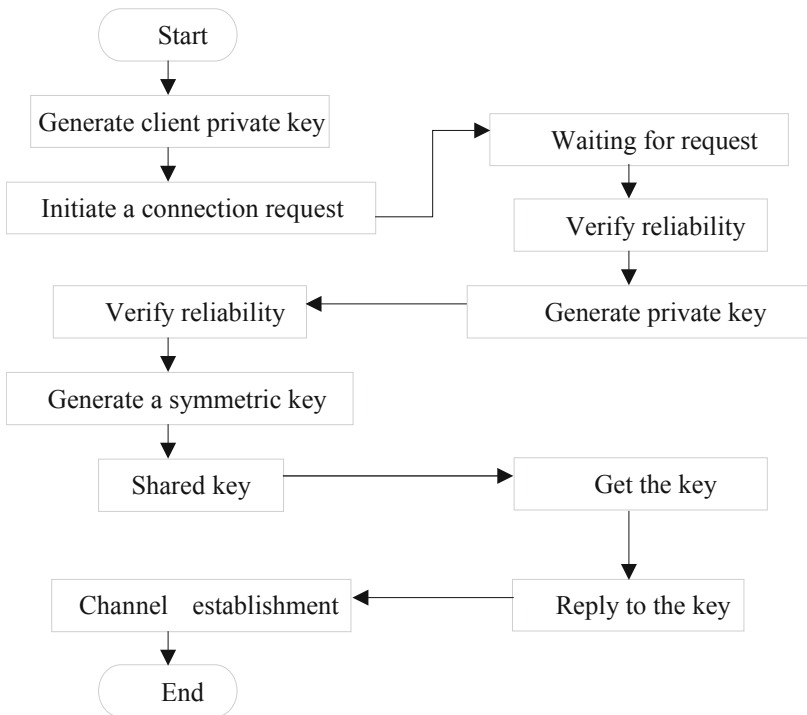 Start
Generate client private key
Initiate a connection request
Waiting for request
Verify reliability
Generate private key
Verify reliability
Generate a symmetric key
Shared key
Get the key
Reply to the key
Channel establishment
End